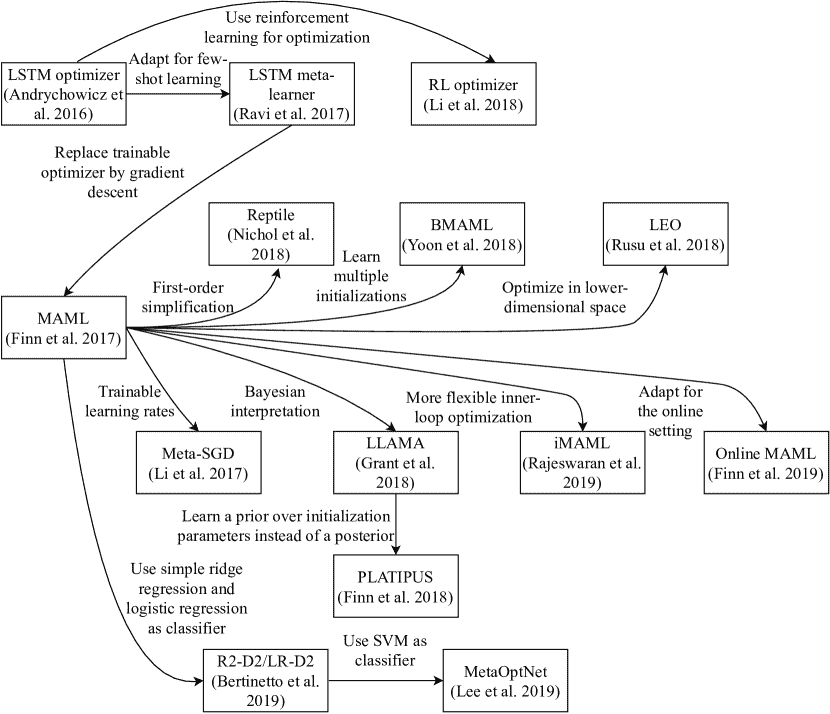 Use reinforcement
learning for optimization
LSTM optimizer
(Andrychowicz et
al. 2016)
Adapt for few-
shot learning
LSTM meta-
learner
(Ravi et al. 2017)
RL optimizer
(Li et al. 2018)
Replace trainable
optimizer by gradient
descent
Reptile
(Nichol et al.
2018)
BMAML
(Yoon et al. 2018)
LEO
(Rusu et al. 2018)
First-order
simplification
Learn
multiple
initializations
Optimize in lower-
dimensional space
MAML
(Finn et al. 2017)
Trainable
learning rates
Bayesian
interpretation
More flexible inner-
loop optimization
Adapt for
the online
setting
Meta-SGD
(Li et al. 2017)
LLAMA
(Grant et al.
2018)
iMAML
(Rajeswaran et al.
2019)
Online MAML
(Finn et al. 2019)
Learn a prior over initialization
parameters instead of a posterior
PLATIPUS
(Finn et al. 2018)
Use simple ridge
regression and
logistic regression
as classifier
R2-D2/LR-D2
(Bertinetto et al.
2019)
Use SVM as
classifier
MetaOptNet
(Lee et al. 2019)